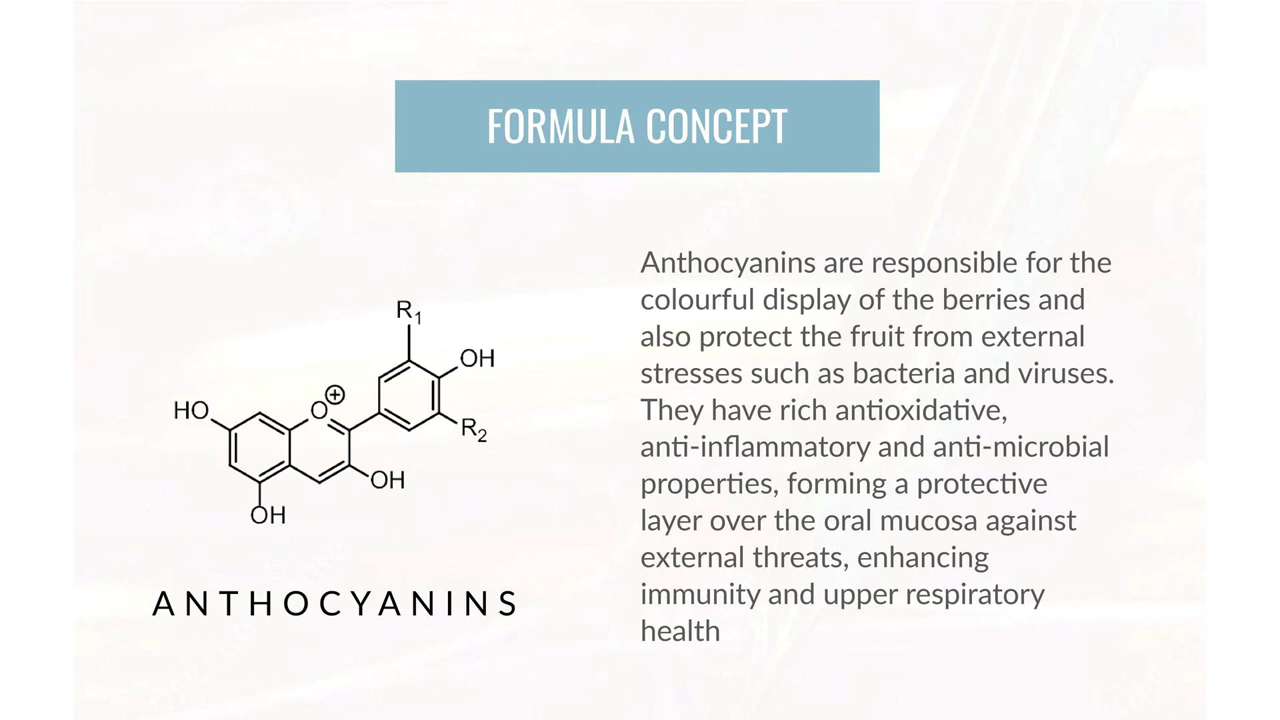 FORMULA CONCEPT
R1
OH
HO
O+
R2
OH
OH
ANTHOCYANINS
Anthocyanins are responsible for the
colourful display of the berries and
also protect the fruit from external
stresses such as bacteria and viruses.
They have rich antioxidative,
anti-inflammatory and anti-microbial
properties, forming a protective
layer over the oral mucosa against
external threats, enhancing
immunity and upper respiratory
health